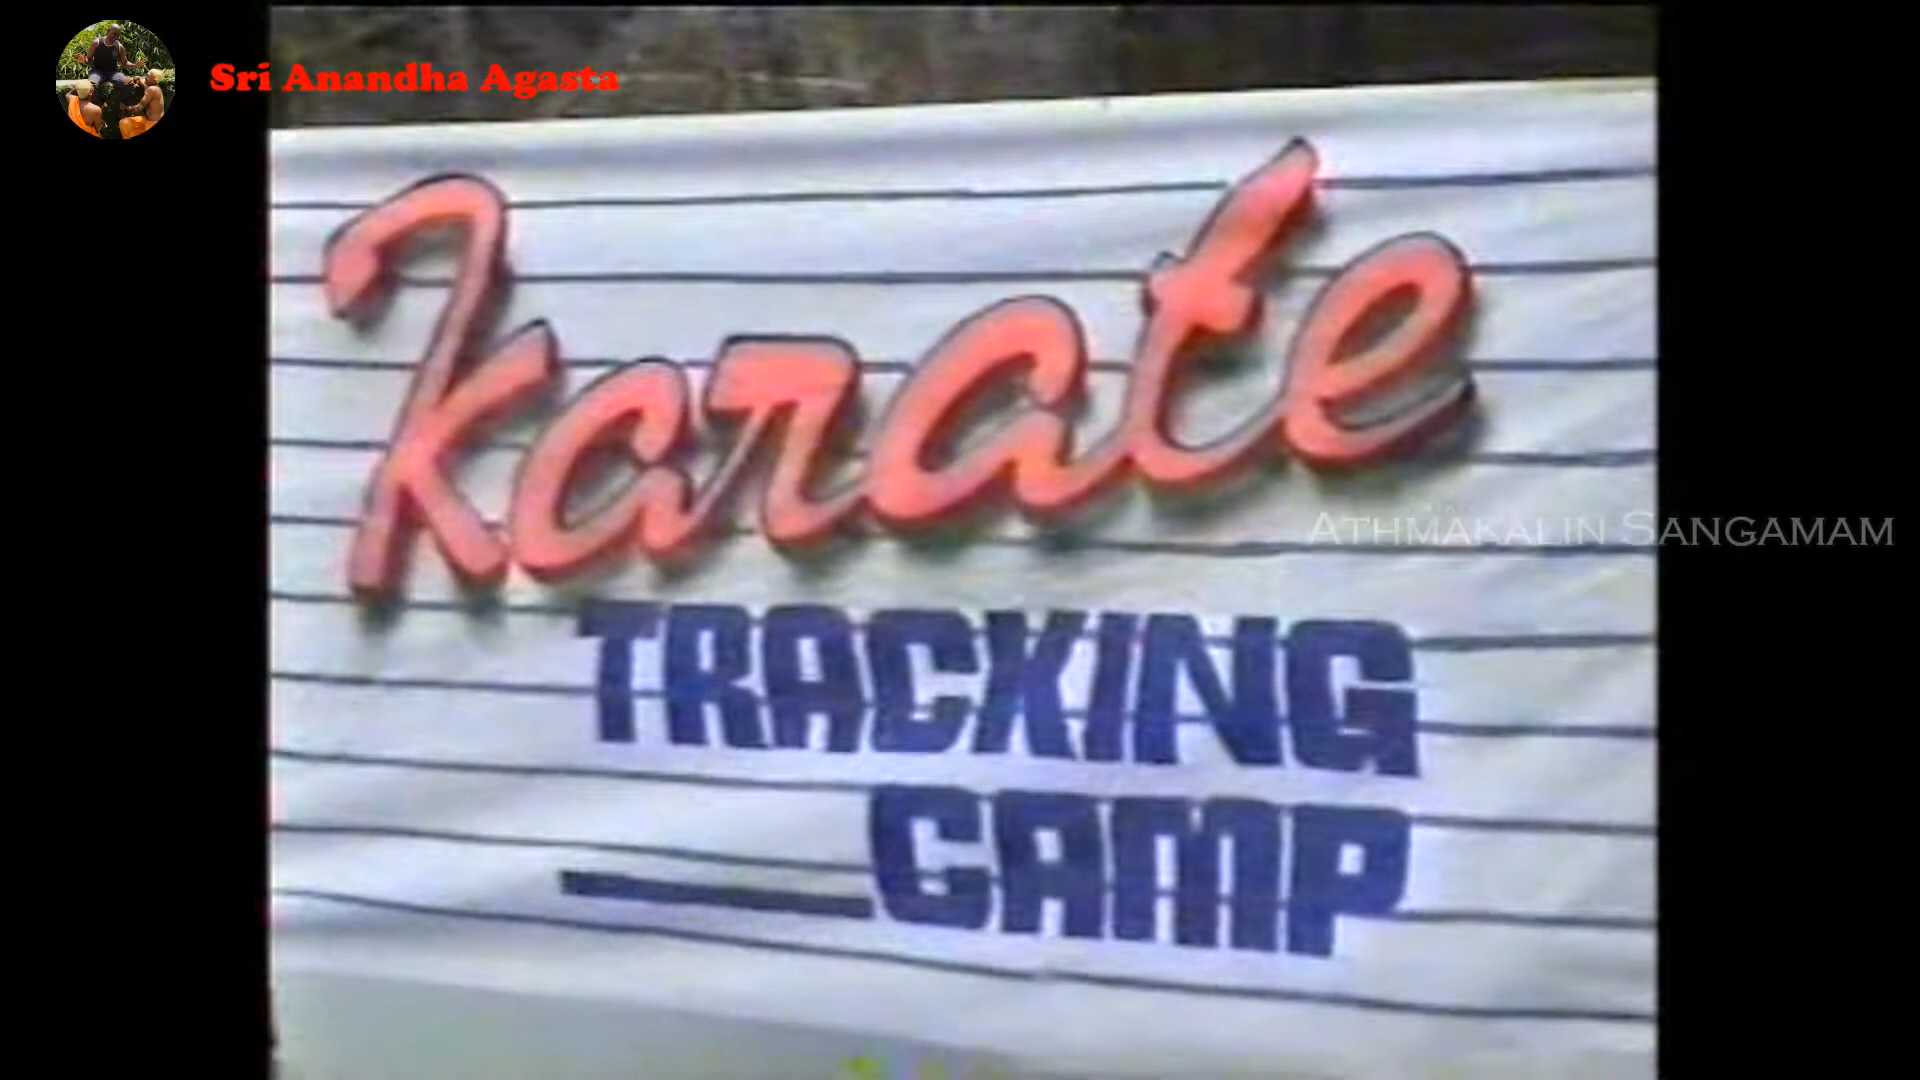 Sri Anandha Agasta
Karate
ATHMAKALIN SANGAMAM
TRACKING
CAMP